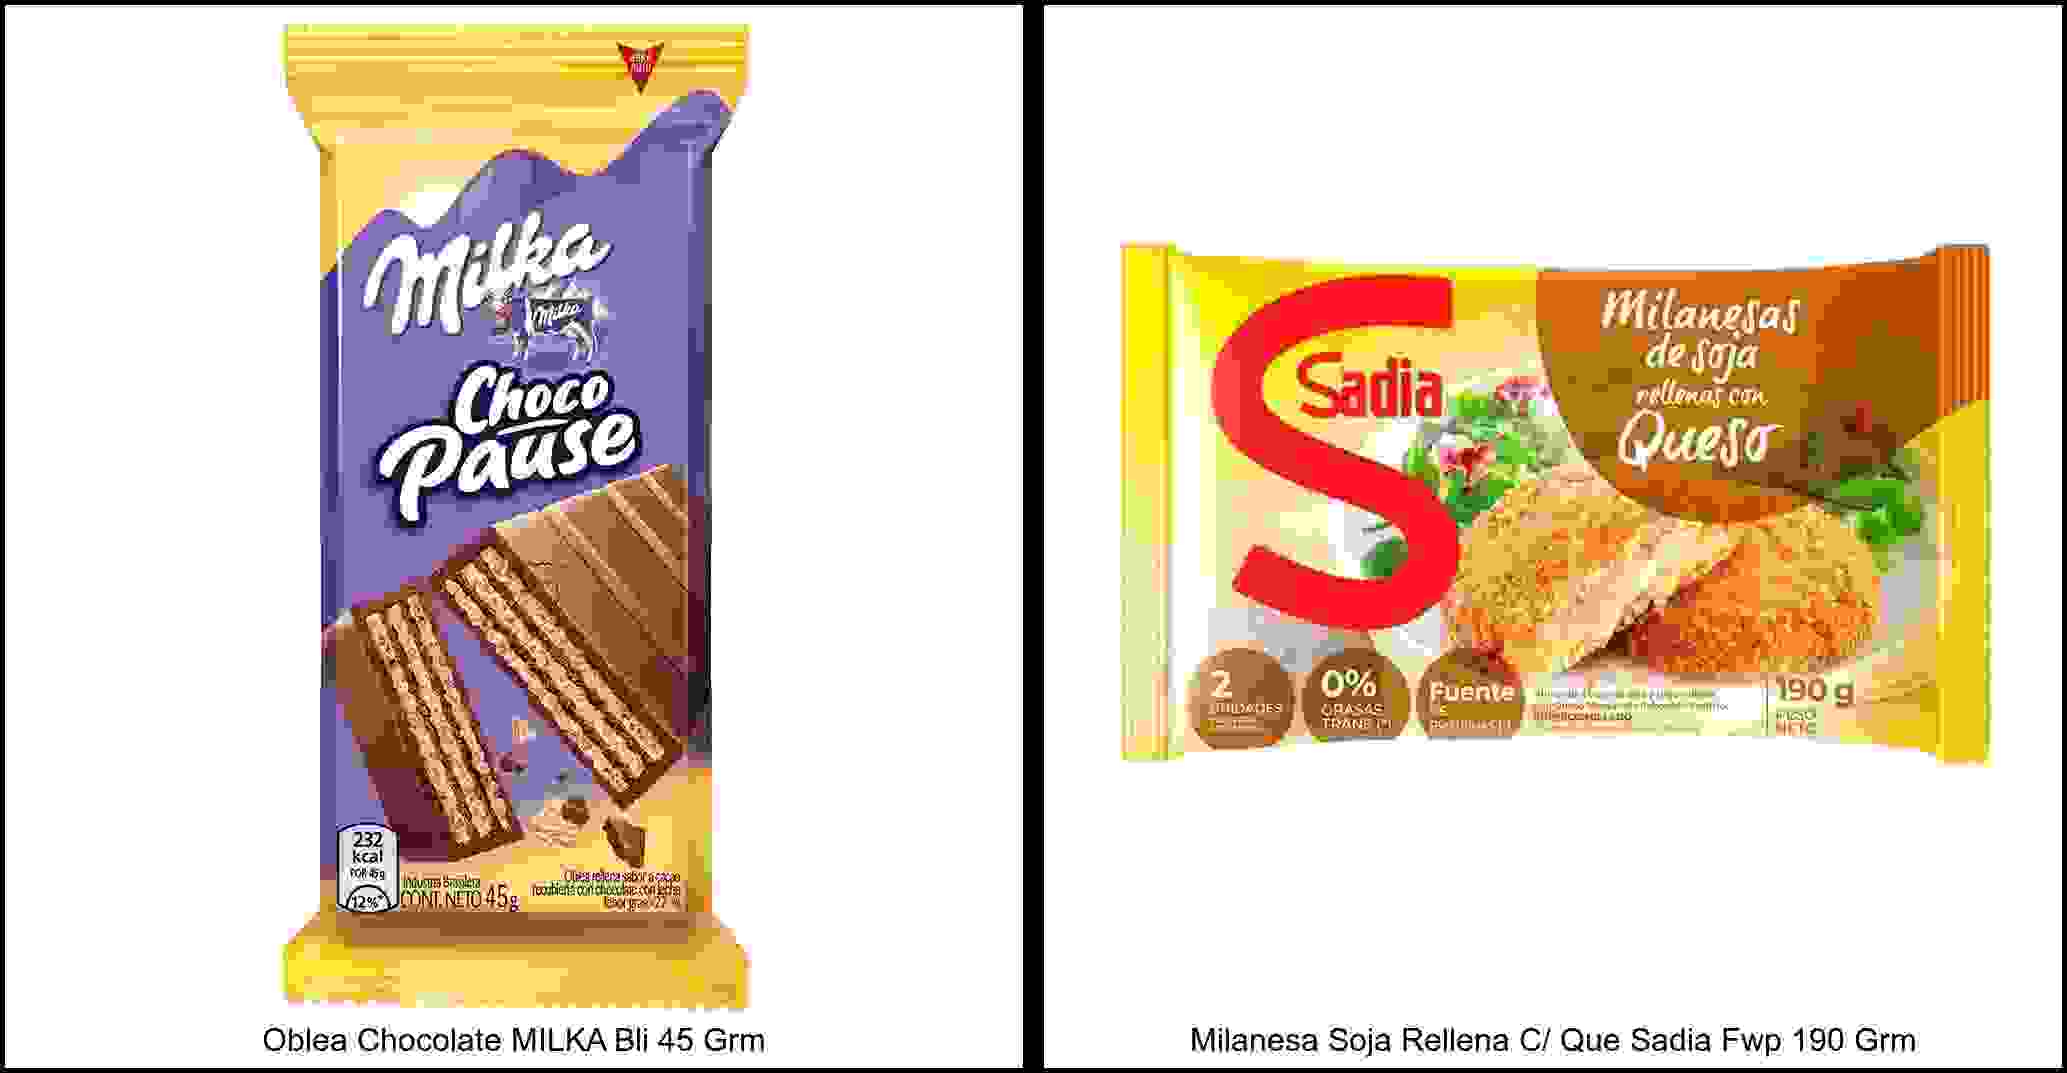 Milka
Milka
Choco
Pause
232
kcal
POR 45g
12%*
Industria Brasileira
CONT. NETO 45g
Oblea rellena sabor a cacao
recubierta con chocolate con leche
Oblea Chocolate MILKA Bli 45 Grm
Sadia
Milanesas
de soja
rellenas con
Queso
2
UNIDADES
0%
GRASAS
TRANS
Fuente
DE
190 g
PESO
NETO
Milanesa Soja Rellena C/ Que Sadia Fwp 190 Grm